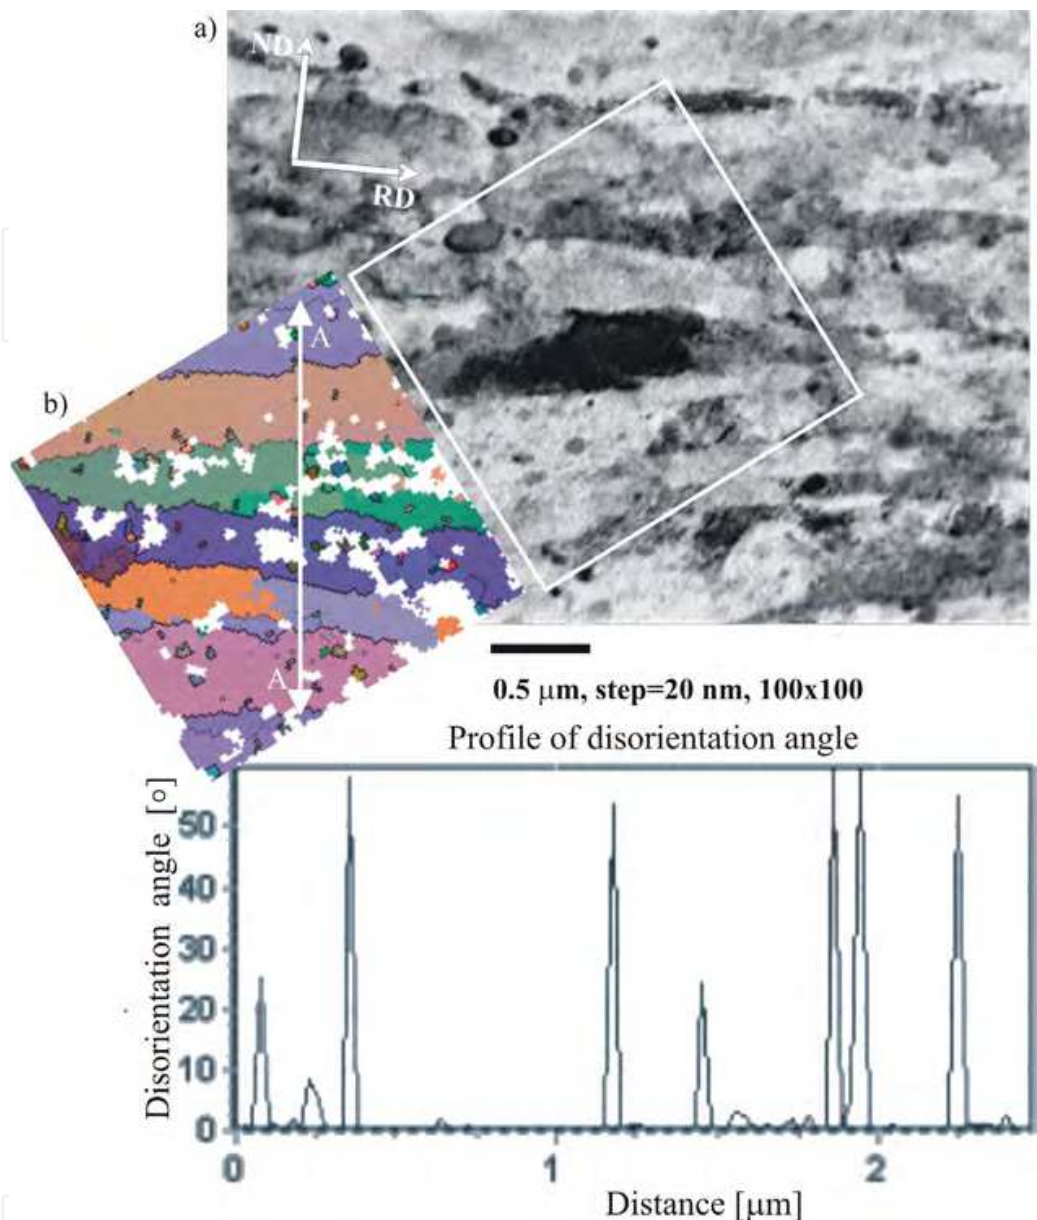 a)
ND
RD
A
b)
A
0.5 μm, step=20 nm, 100x100
Profile of disorientation angle
Disorientation angle [○]
50
40
30
20
10
0
0 1 2
Distance [μm]